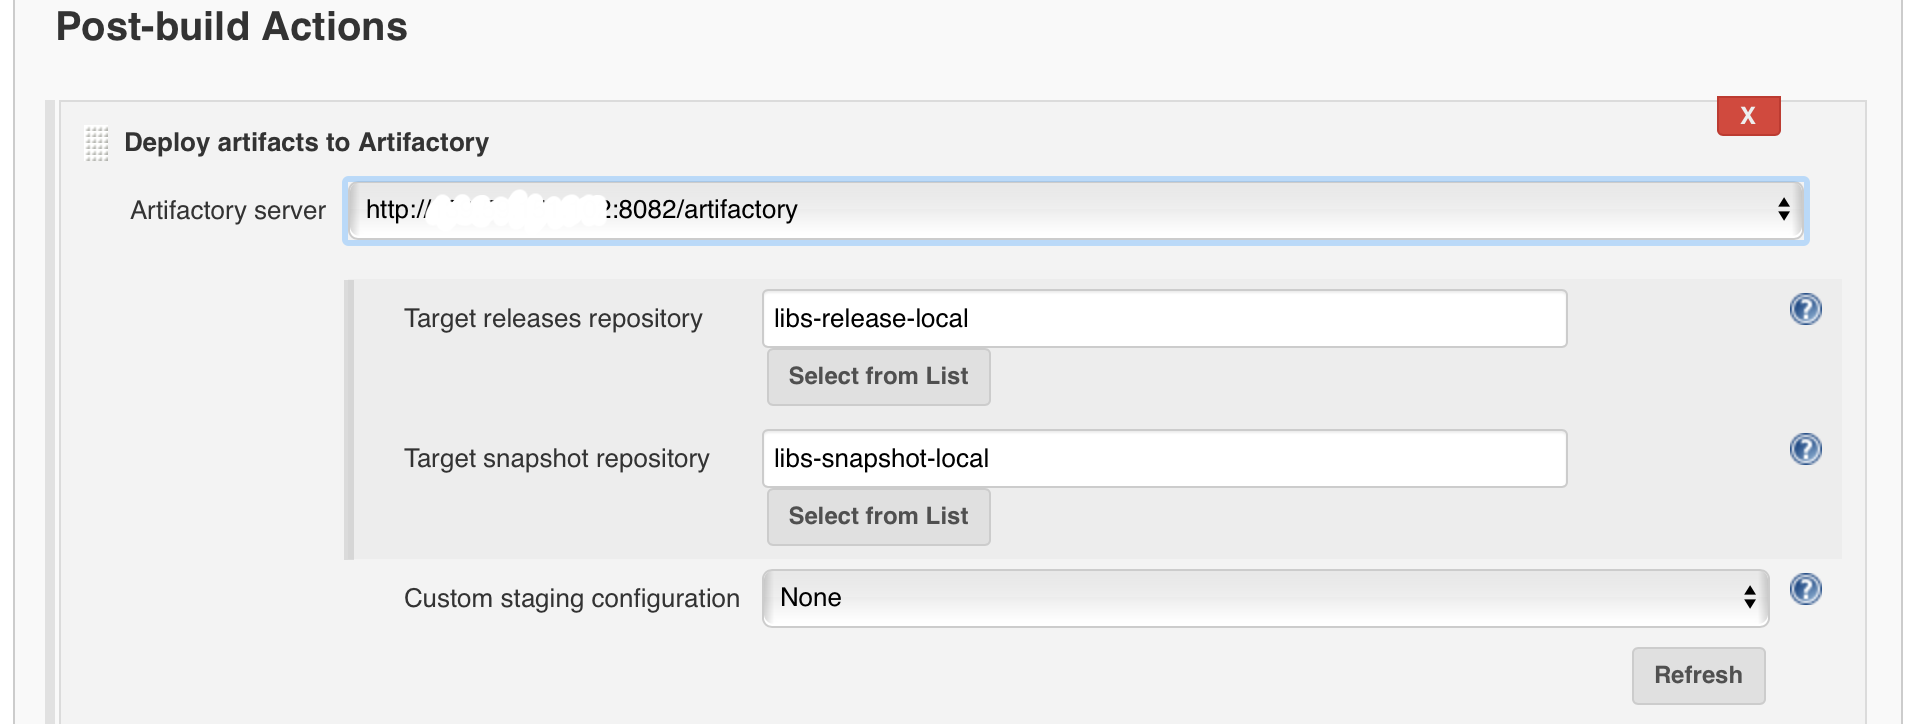 Post-build Actions
X
Deploy artifacts to Artifactory
Artifactory server
http:// 2:8082/artifactory
Target releases repository
libs-release-local
?
Select from List
Target snapshot repository
libs-snapshot-local
?
Select from List
Custom staging configuration
None
?
Refresh